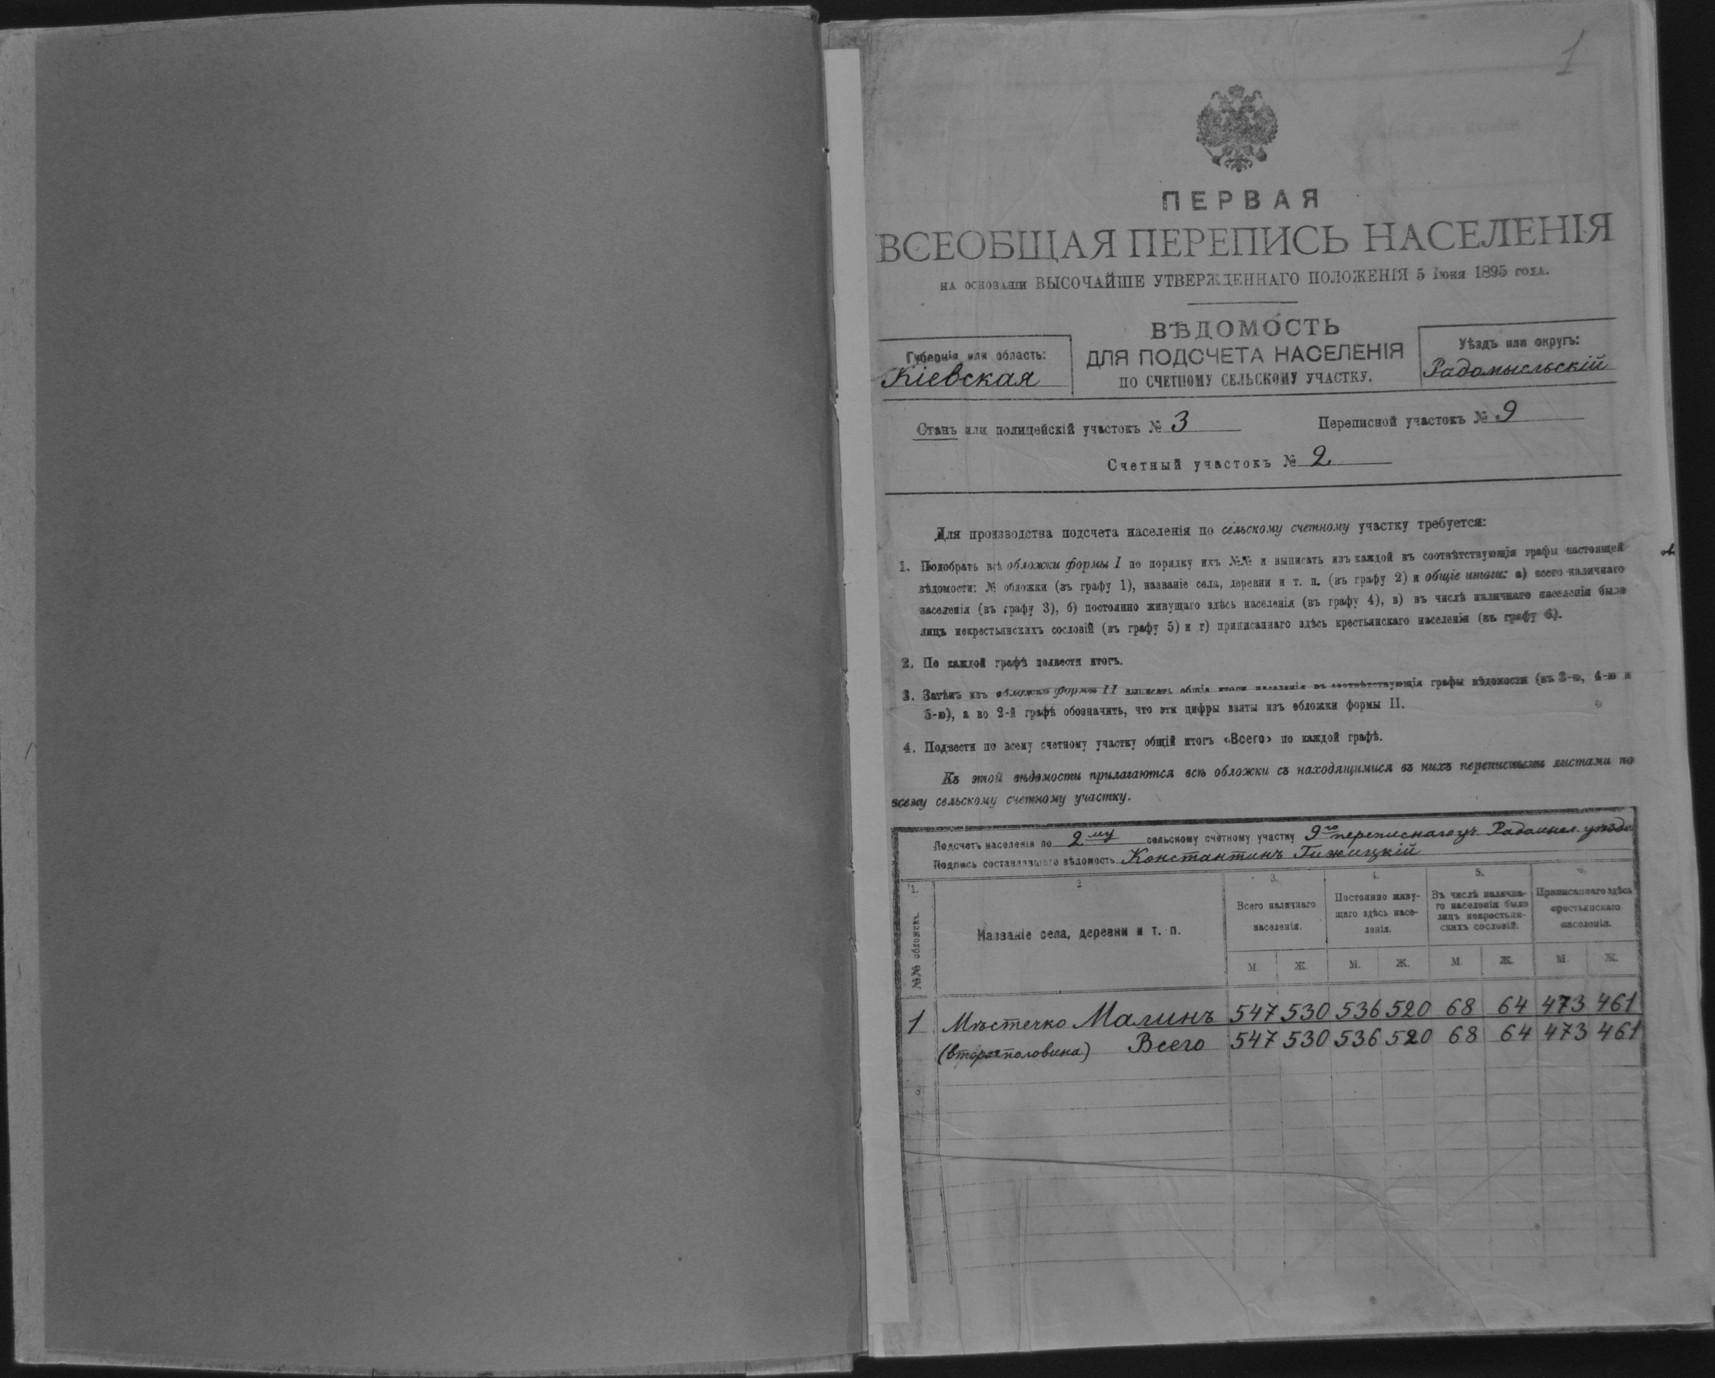 1
ПЕРВАЯ
ВСЕОБЩАЯ ПЕРЕПИСЬ НАСЕЛЕНІЯ
НА ОСНОВАНІИ ВЫСОЧАЙШЕ УТВЕРЖДЕННАГО ПОЛОЖЕНІЯ 5 Іюня 1895 года.
ВѢДОМОСТЬ
ДЛЯ ПОДСЧЕТА НАСЕЛЕНІЯ
ПО СЧЕТНОМУ СЕЛЬСКОМУ УЧАСТКУ.
Губернія или область:
Кіевская
Уѣздъ или округъ:
Радомысльскій
Станъ или полицейскій участокъ № 3 Переписной участокъ № 9
Счетный участокъ № 2
Для производства подсчета населенія по сельскому счетному участку требуется:
1. Подобрать всѣ обложки формы I по порядку ихъ №№ и выписать изъ каждой въ соотвѣтствующія графы настоящей
вѣдомости: № обложки (въ графу 1), названіе села, деревни и т. п. (въ графу 2) и общіе итоги: а) всего наличнаго
населенія (въ графу 3), б) постоянно живущаго здѣсь населенія (въ графу 4), в) въ числѣ наличнаго населенія было
лицъ некрестьянскихъ сословій (въ графу 5) и г) приписаннаго здѣсь крестьянскаго населенія (въ графу 6).
2. По каждой графѣ подвести итогъ.
3. Затѣмъ изъ обложки формы II выписать общіе итоги населенія въ соотвѣтствующія графы вѣдомости (въ 3-ю, 4-ю и
5-ю), а во 2-й графѣ обозначить, что эти цифры взяты изъ обложки формы II.
4. Подвести по всему счетному участку общій итогъ «Всего» по каждой графѣ.
Къ этой вѣдомости прилагаются всѣ обложки съ находящимися въ нихъ переписными листами по
всему сельскому счетному участку.
Подсчетъ населенія по 2му сельскому счетному участку 9го переписнаго уч. Радомысл. уѣзда
Подпись составлявшаго вѣдомость Константинъ Гижицкій
1. 2 3. 4. 5. 6.
№№ обложекъ. Названіе села, деревни и т. п.
Всего наличнаго населенія.
Постоянно живущаго здѣсь населенія.
Въ числѣ наличнаго населенія было лицъ некрестьянскихъ сословій.
Приписаннаго здѣсь крестьянскаго населенія.
М. Ж. М. Ж. М. Ж. М. Ж.
1 Мѣстечко Малинъ 547 530 536 520 68 64 473 461
(вторая половина) Всего 547 530 536 520 68 64 473 461